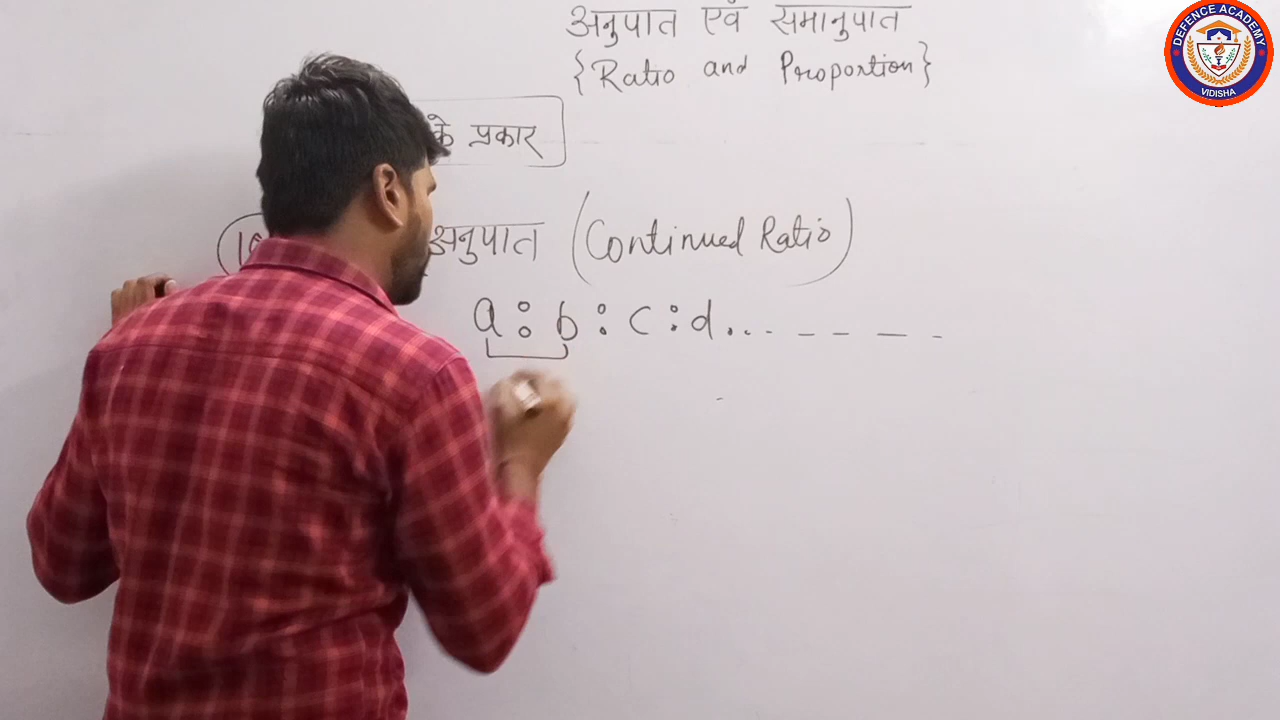 अनुपात एवं समानुपात
{Ratio and Proportion}
के प्रकार
अनुपात (Continued Ratio)
a : b : c : d ... - - - -
DEFENCE ACADEMY
VIDISHA